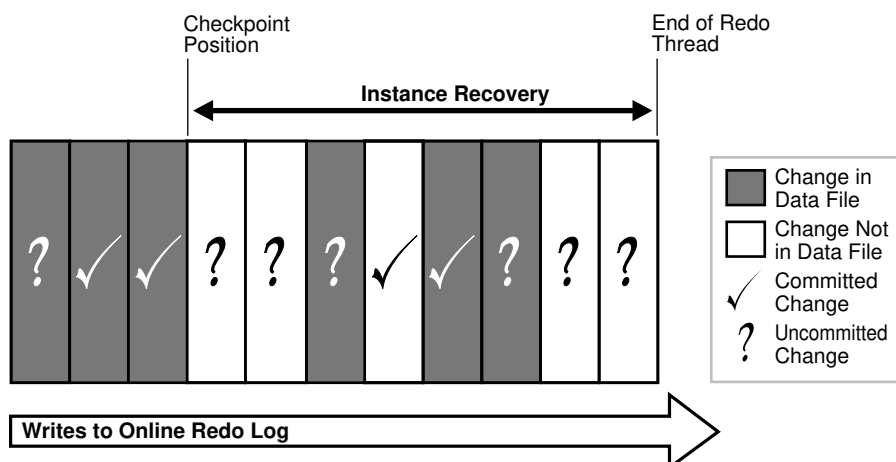 Checkpoint
Position
End of Redo
Thread
Instance Recovery
? ✓ ✓ ? ? ? ✓ ✓ ? ? ?
Change in
Data File
Change Not
in Data File
✓ Committed
Change
? Uncommitted
Change
Writes to Online Redo Log